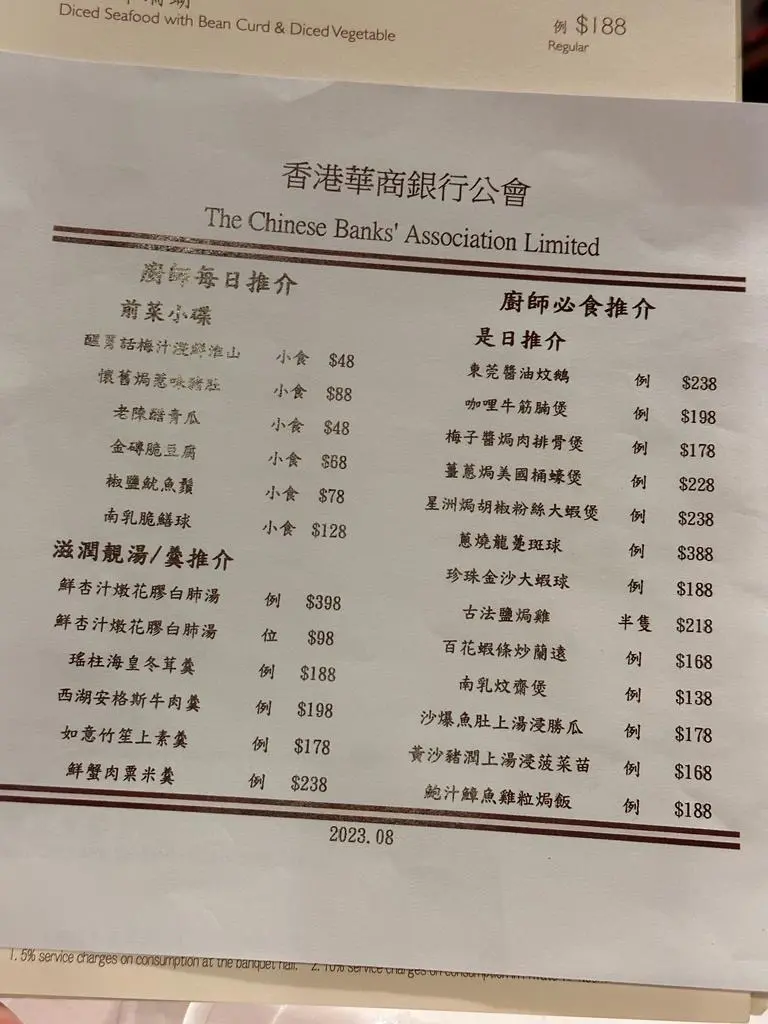 Diced Seafood with Bean Curd & Diced Vegetable
例 $188
Regular
香港華商銀行公會
The Chinese Banks' Association Limited
廚師每日推介
前菜小碟
醒胃話梅汁浸鮮淮山 小食 $48
懷舊焗惹味豬肚 小食 $88
老陳醋青瓜 小食 $48
金磚脆豆腐 小食 $68
椒鹽魷魚鬚 小食 $78
南乳脆鱔球 小食 $128
滋潤靚湯/羹推介
鮮杏汁燉花膠白肺湯 例 $398
鮮杏汁燉花膠白肺湯 位 $98
瑤柱海皇冬茸羹 例 $188
西湖安格斯牛肉羹 例 $198
如意竹笙上素羹 例 $178
鮮蟹肉粟米羹 例 $238
廚師必食推介
是日推介
東莞醬油炆鵝 例 $238
咖哩牛筋腩煲 例 $198
梅子醬焗肉排骨煲 例 $178
薑蔥焗美國桶蠔煲 例 $228
星洲焗胡椒粉絲大蝦煲 例 $238
蔥燒龍躉斑球 例 $388
珍珠金沙大蝦球 例 $188
古法鹽焗雞 半隻 $218
百花蝦條炒蘭遠 例 $168
南乳炆齋煲 例 $138
沙爆魚肚上湯浸勝瓜 例 $178
黃沙豬潤上湯浸菠菜苗 例 $168
鮑汁鱆魚雞粒焗飯 例 $188
2023.08
1. 5% service charges on consumption at the banquet hall. 2. 10% service charges on consumption in